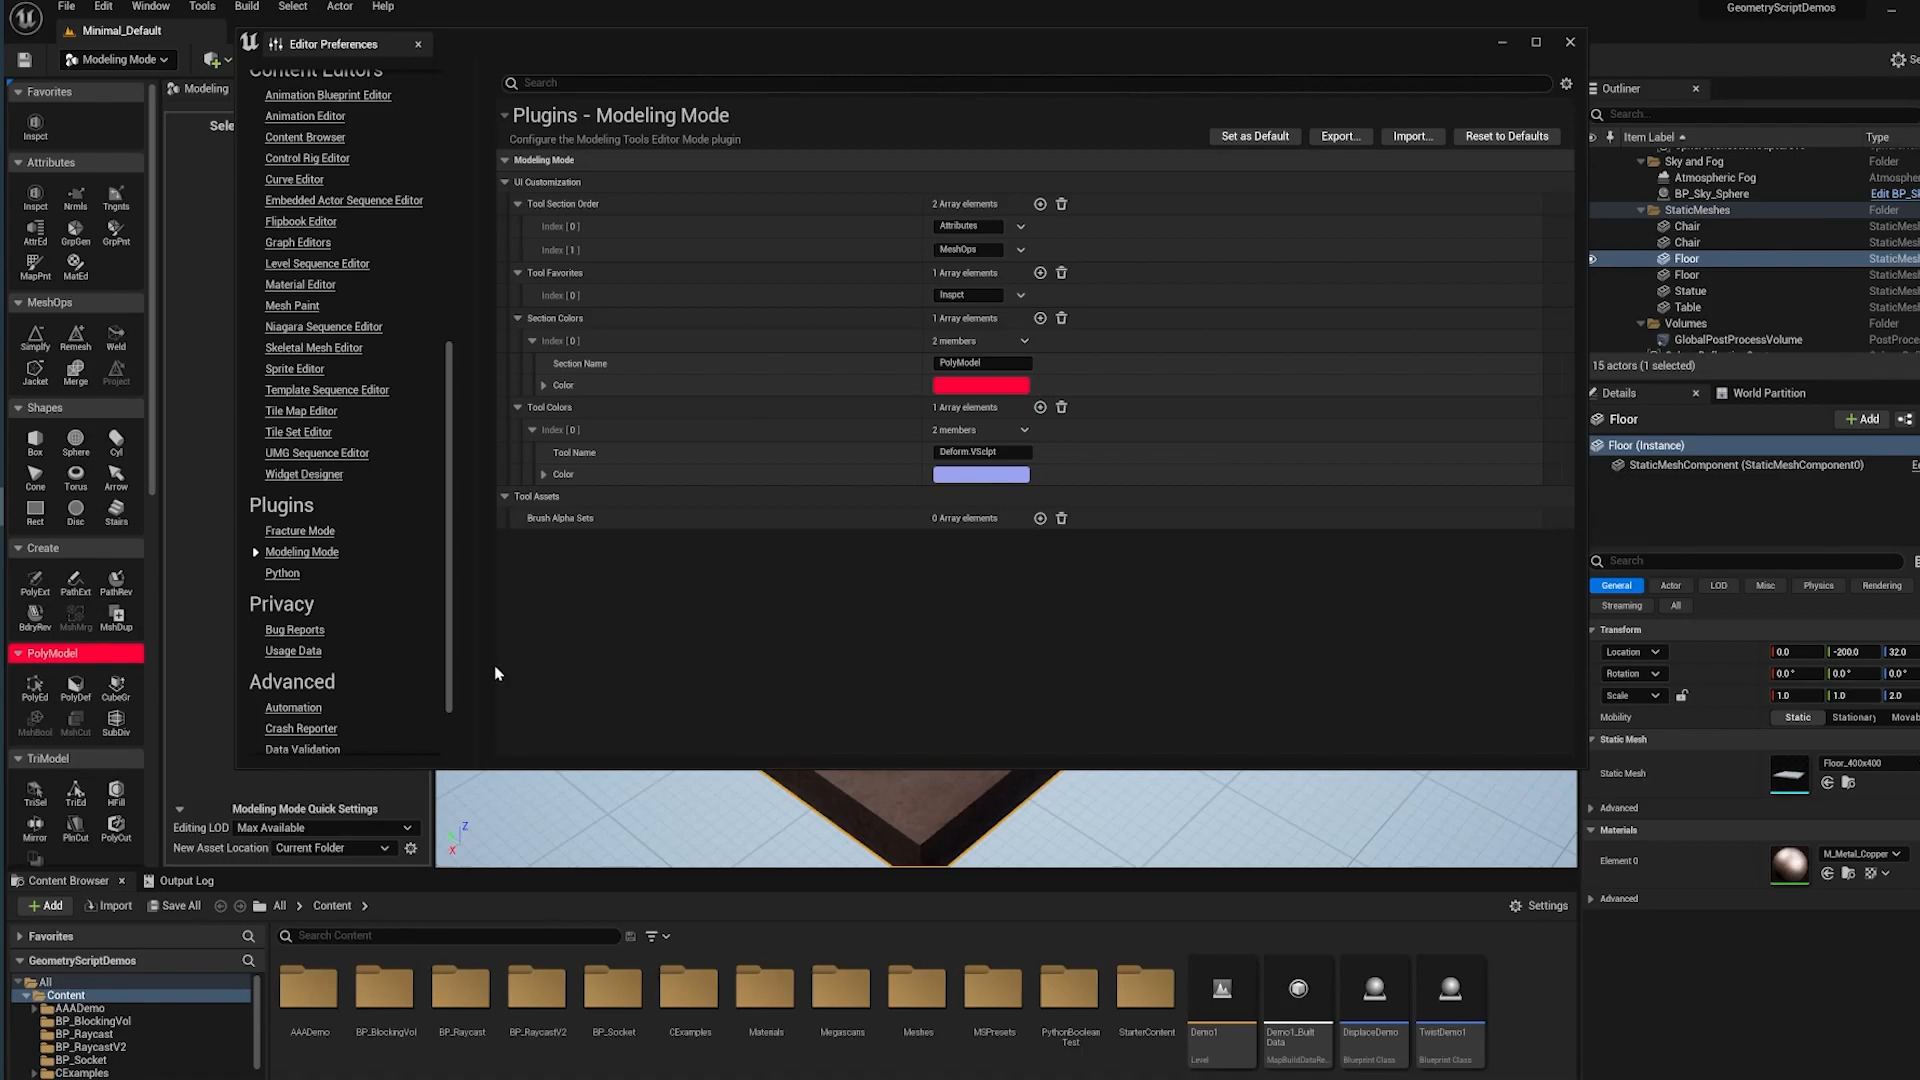 File Edit Window Tools Build Select Actor Help
GeometryScriptDemos
Minimal_Default
Modeling Mode
Editor Preferences
Favorites
Inspct
Attributes
Inspct Nrmls Tngnts
AttrEd GrpGen GrpPnt
MapPnt MatEd
MeshOps
Simplfy Remesh Weld
Jacket Merge Project
Shapes
Box Sphere Cyl
Cone Torus Arrow
Rect Disc Stairs
Create
PolyExt PathExt PathRev
BdryRev MshMrg MshDup
PolyModel
PolyEd PolyDef CubeGr
MshBool MshCut SubDiv
TriModel
TriSel TriEd HFill
Mirror PlnCut PolyCut
Modeling
Sele
Content Editors
Animation Blueprint Editor
Animation Editor
Content Browser
Control Rig Editor
Curve Editor
Embedded Actor Sequence Editor
Flipbook Editor
Graph Editors
Level Sequence Editor
Material Editor
Mesh Paint
Niagara Sequence Editor
Skeletal Mesh Editor
Sprite Editor
Template Sequence Editor
Tile Map Editor
Tile Set Editor
UMG Sequence Editor
Widget Designer
Plugins
Fracture Mode
Modeling Mode
Python
Privacy
Bug Reports
Usage Data
Advanced
Automation
Crash Reporter
Data Validation
Search
Plugins - Modeling Mode
Configure the Modeling Tools Editor Mode plugin
Set as Default Export... Import... Reset to Defaults
Modeling Mode
UI Customization
Tool Section Order 2 Array elements
Index [ 0 ] Attributes
Index [ 1 ] MeshOps
Tool Favorites 1 Array elements
Index [ 0 ] Inspct
Section Colors 1 Array elements
Index [ 0 ] 2 members
Section Name PolyModel
Color
Tool Colors 1 Array elements
Index [ 0 ] 2 members
Tool Name Deform.VSclpt
Color
Tool Assets
Brush Alpha Sets 0 Array elements
Modeling Mode Quick Settings
Editing LOD Max Available
New Asset Location Current Folder
Z
X
Se
Outliner
Search...
Item Label Type
Sky and Fog Folder
Atmospheric Fog Atmosphe
BP_Sky_Sphere Edit BP_S
StaticMeshes Folder
Chair StaticMes
Chair StaticMes
Floor StaticMes
Floor StaticMes
Statue StaticMes
Table StaticMes
Volumes Folder
GlobalPostProcessVolume PostProce
15 actors (1 selected)
Details World Partition
Floor Add
Floor (Instance)
StaticMeshComponent (StaticMeshComponent0) E
Search
General Actor LOD Misc Physics Rendering
Streaming All
Transform
Location 0.0 -200.0 32.0
Rotation 0.0° 0.0° 0.0°
Scale 1.0 1.0 2.0
Mobility Static Stationary Movab
Static Mesh
Static Mesh Floor_400x400
Advanced
Materials
Element 0 M_Metal_Copper
Advanced
Content Browser Output Log
Add Import Save All All Content Settings
Favorites
GeometryScriptDemos
All
Content
AAADemo
BP_BlockingVol
BP_Raycast
BP_RaycastV2
BP_Socket
CExamples
Search Content
AAADemo BP_BlockingVol BP_Raycast BP_RaycastV2 BP_Socket CExamples Materials Megascans Meshes MSPresets PythonBoolean Test StarterContent
Demo1 Level
Demo1_Built Data MapBuildDataRe...
DisplaceDemo Blueprint Class
TwistDemo1 Blueprint Class